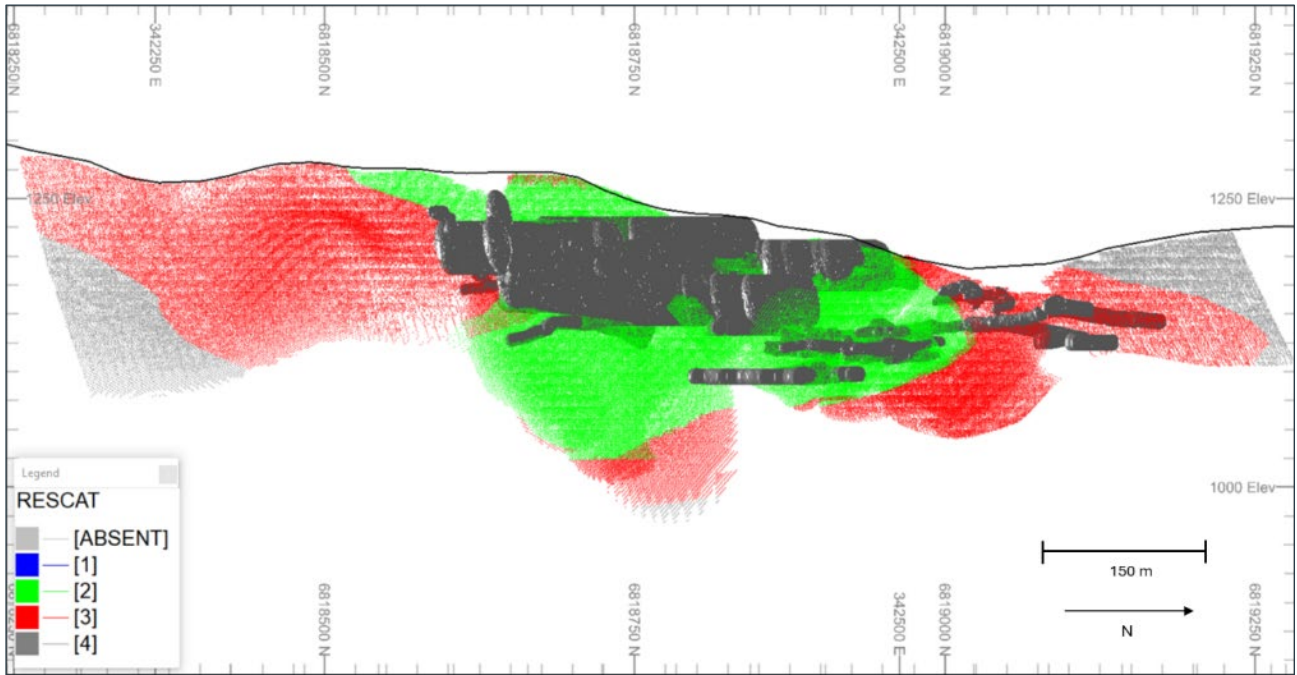 6818250 N
342250 E
6818500 N
6818750 N
342500 E
6819000 N
6819250 N
1250 Elev
1250 Elev
1000 Elev
Legend
RESCAT
[ABSENT]
[1]
[2]
[3]
[4]
150 m
N
6818500 N
6818750 N
342500 E
6819000 N
6819250 N